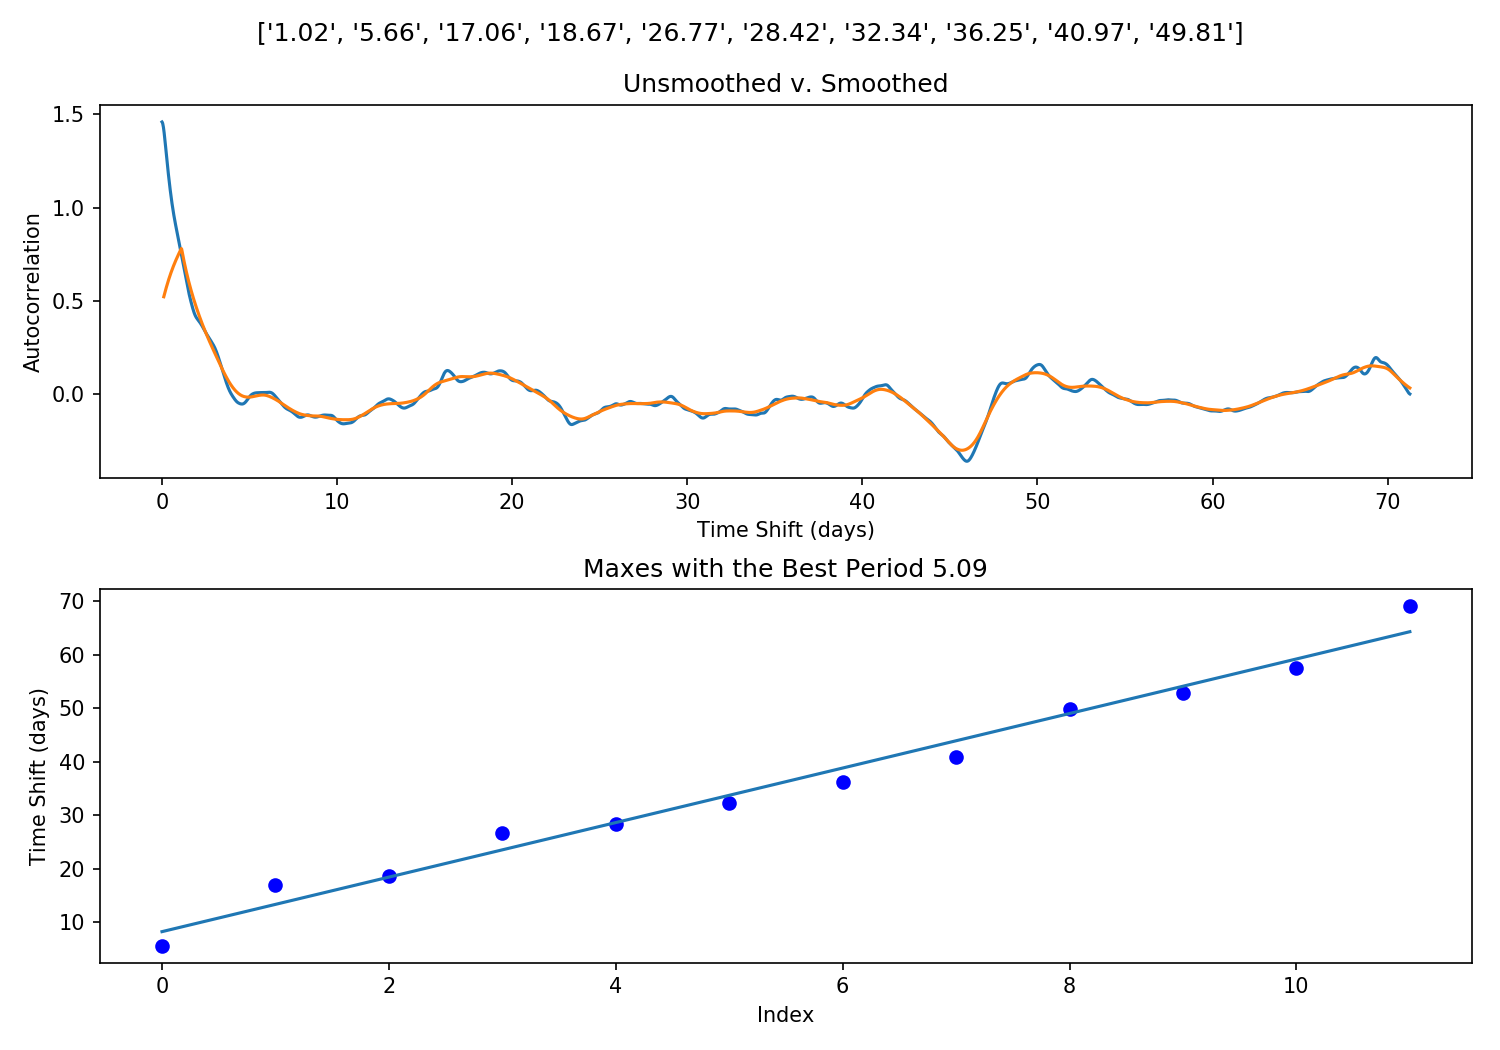 ['1.02', '5.66', '17.06', '18.67', '26.77', '28.42', '32.34', '36.25', '40.97', '49.81']
Unsmoothed v. Smoothed
1.5
1.0
0.5
0.0
Autocorrelation
0 10 20 30 40 50 60 70
Time Shift (days)
Maxes with the Best Period 5.09
70
60
50
40
30
20
10
Time Shift (days)
0 2 4 6 8 10
Index